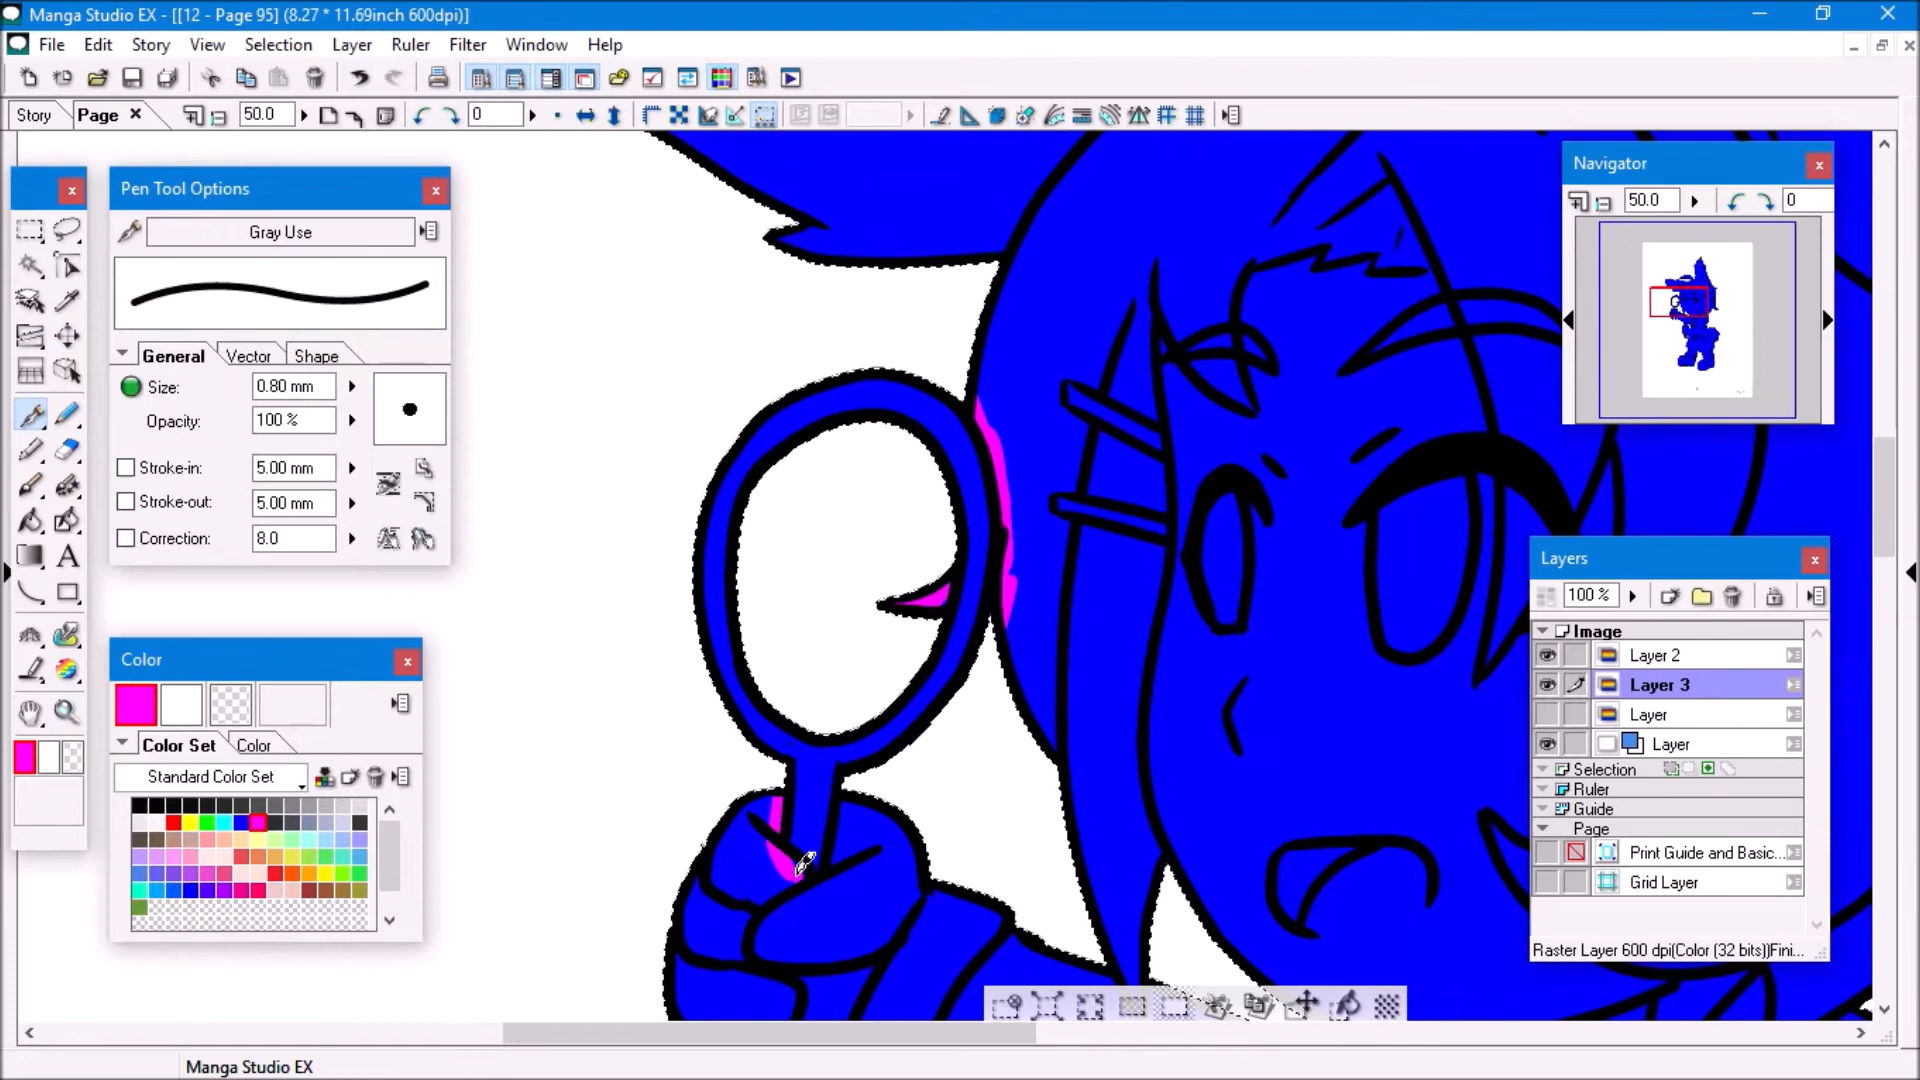 Manga Studio EX - [[12 - Page 95] (8.27 * 11.69inch 600dpi)]
File Edit Story View Selection Layer Ruler Filter Window Help
Story Page 50.0 0
Pen Tool Options
Gray Use
General Vector Shape
Size: 0.80 mm
Opacity: 100 %
Stroke-in: 5.00 mm
Stroke-out: 5.00 mm
Correction: 8.0
Color
Color Set Color
Standard Color Set
Navigator
50.0 0
Layers
100 %
Image
Layer 2
Layer 3
Layer
Layer
Selection
Ruler
Guide
Page
Print Guide and Basic...
Grid Layer
Raster Layer 600 dpi(Color (32 bits))Fini...
Manga Studio EX